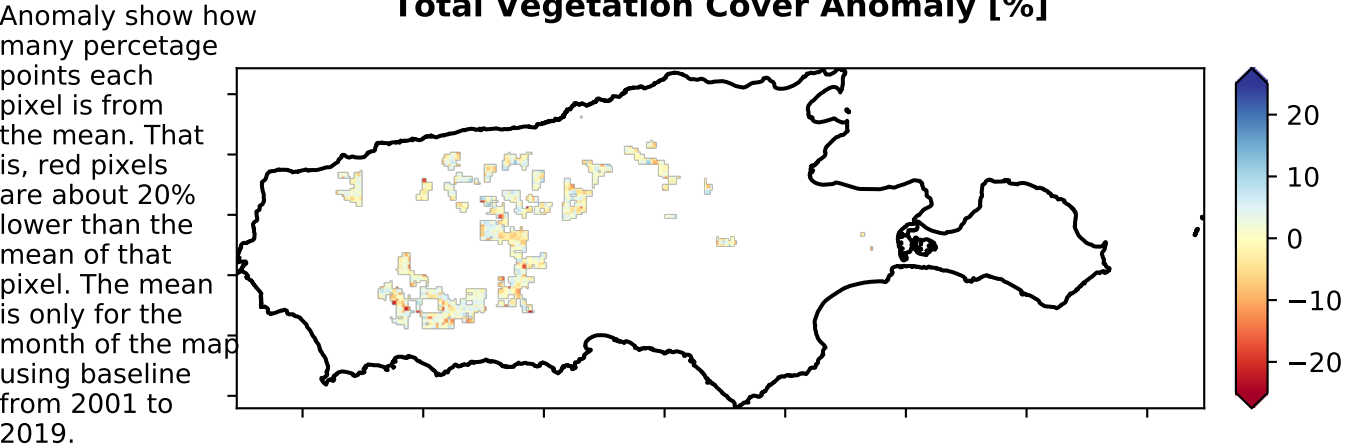 Total Vegetation Cover Anomaly [%]
Anomaly show how
many percetage
points each
pixel is from
the mean. That
is, red pixels
are about 20%
lower than the
mean of that
pixel. The mean
is only for the
month of the map
using baseline
from 2001 to
2019.
20
10
0
−10
−20